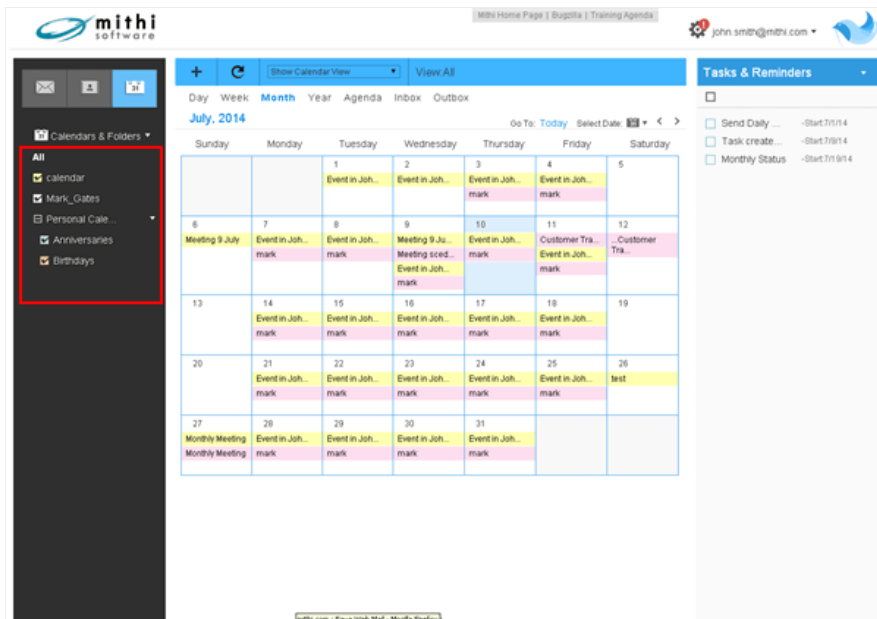 mithi
software
Mithi Home Page | Bugzilla | Training Agenda
john.smith@mithi.com
Calendars & Folders
All
calendar
Mark_Gates
Personal Cale...
Anniversaries
Birthdays
Show Calendar View
View:All
Day Week Month Year Agenda Inbox Outbox
July, 2014
Go To: Today Select Date:
Sunday Monday Tuesday Wednesday Thursday Friday Saturday
1 2 3 4 5
Event in Joh... Event in Joh... Event in Joh... Event in Joh...
mark mark
6 7 8 9 10 11 12
Meeting 9 July Event in Joh... Event in Joh... Meeting 9 Ju... Event in Joh... Customer Tra... ...Customer Tra...
mark mark Meeting sced... mark Event in Joh...
Event in Joh... mark
mark
13 14 15 16 17 18 19
Event in Joh... Event in Joh... Event in Joh... Event in Joh... Event in Joh...
mark mark mark mark mark
20 21 22 23 24 25 26
Event in Joh... Event in Joh... Event in Joh... Event in Joh... Event in Joh... test
mark mark mark mark mark
27 28 29 30 31
Monthly Meeting Event in Joh... Event in Joh... Event in Joh... Event in Joh...
Monthly Meeting mark mark mark mark
Tasks & Reminders
Send Daily ... -Start:7/1/14
Task create... -Start:7/9/14
Monthly Status -Start:7/19/14